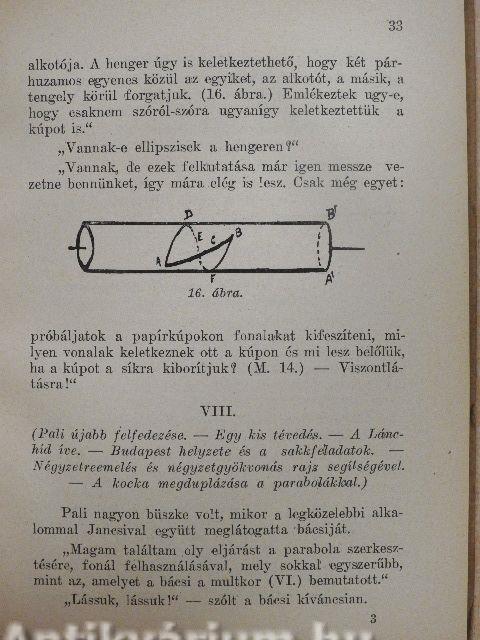 33
alkotója. A henger úgy is keletkeztethető, hogy két pár-
huzamos egyenes közül az egyiket, az alkotót, a másik, a
tengely körül forgatjuk. (16. ábra.) Emlékeztek ugy-e,
hogy csaknem szóról-szóra ugyanígy keletkeztettük a
kúpot is.“
„Vannak-e ellipszisek a hengeren?“
„Vannak, de ezek felkutatása már igen messze ve-
zetne bennünket, így mára elég is lesz. Csak még egyet:
D
B'
E
C
B
A
F
A'
16. ábra.
próbáljatok a papírkúpokon fonalakat kifeszíteni, mi-
lyen vonalak keletkeznek ott a kúpon és mi lesz belőlük,
ha a kúpot a síkra kiborítjuk? (M. 14.) — Viszontlá-
tásra!“
VIII.
(Pali újabb felfedezése. — Egy kis tévedés. — A Lánc-
híd íve. — Budapest helyzete és a sakkfeladatok. —
Négyzetreemelés és négyzetgyökvonás rajz segítségével.
— A kocka megduplázása a parabolákkal.)
Pali nagyon büszke volt, mikor a legközelebbi alka-
lommal Jancsival együtt meglátogatta bácsiját.
„Magam találtam oly eljárást a parabola szerkesz-
tésére, fonál felhasználásával, mely sokkal egyszerűbb,
mint az, amelyet a bácsi a multkor (VI.) bemutatott.“
„Lássuk, lássuk!“ — szólt a bácsi kíváncsian.
3
Antikvárium.hu